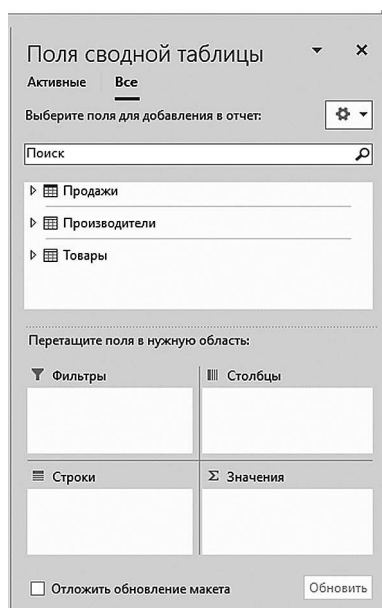 Поля сводной таблицы
Активные Все
Выберите поля для добавления в отчет:
Поиск
Продажи
Производители
Товары
Перетащите поля в нужную область:
Фильтры
Столбцы
Строки
Σ Значения
Отложить обновление макета
Обновить